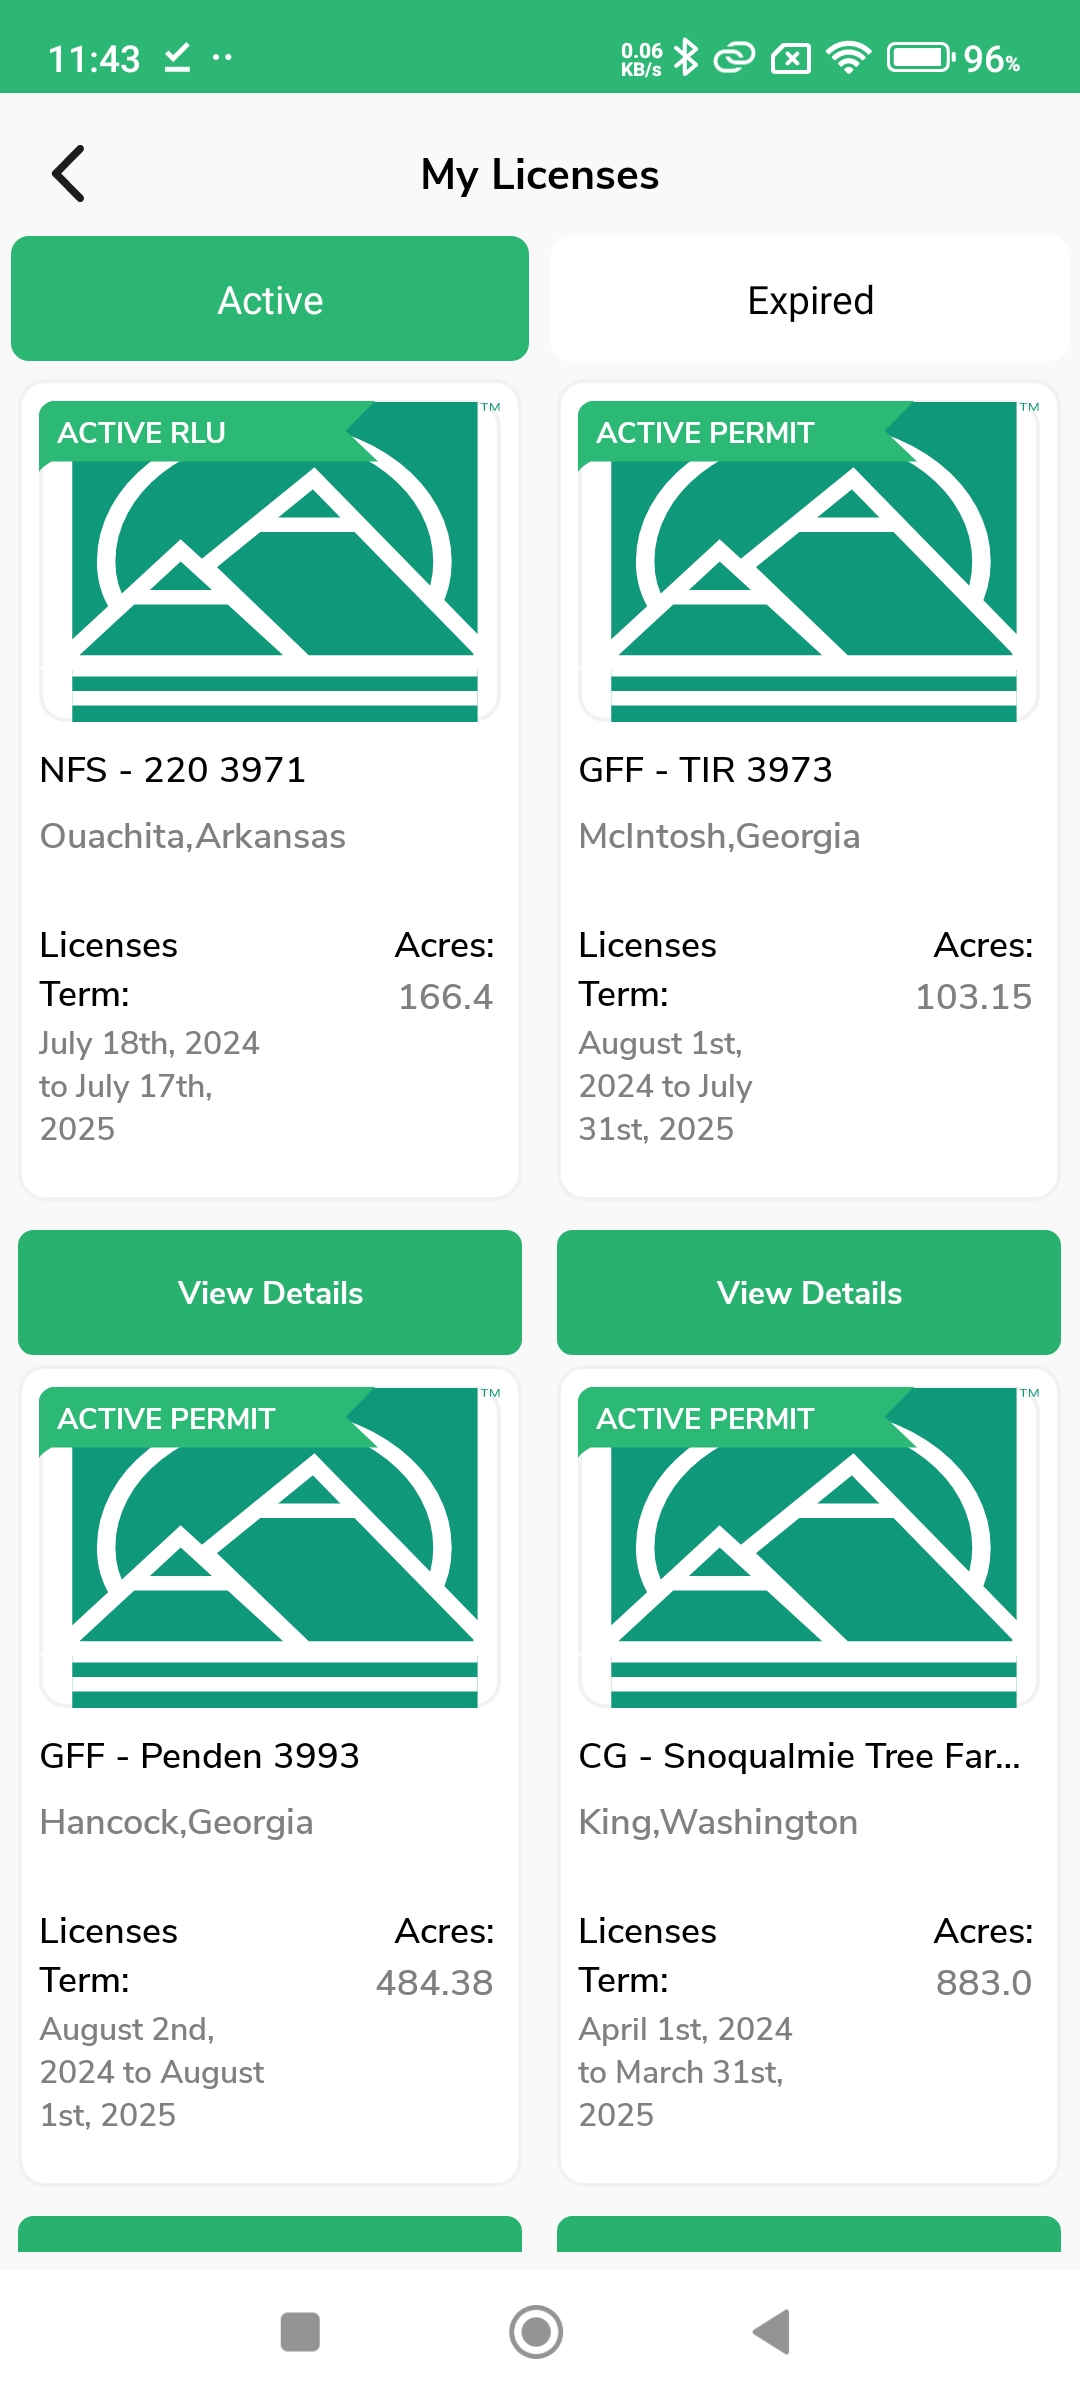 11:43
0.06
KB/s
96%
My Licenses
Active
Expired
ACTIVE RLU
TM
NFS - 220 3971
Ouachita,Arkansas
Licenses
Term:
Acres:
166.4
July 18th, 2024
to July 17th,
2025
View Details
ACTIVE PERMIT
TM
GFF - TIR 3973
McIntosh,Georgia
Licenses
Term:
Acres:
103.15
August 1st,
2024 to July
31st, 2025
View Details
ACTIVE PERMIT
TM
GFF - Penden 3993
Hancock,Georgia
Licenses
Term:
Acres:
484.38
August 2nd,
2024 to August
1st, 2025
ACTIVE PERMIT
TM
CG - Snoqualmie Tree Far...
King,Washington
Licenses
Term:
Acres:
883.0
April 1st, 2024
to March 31st,
2025